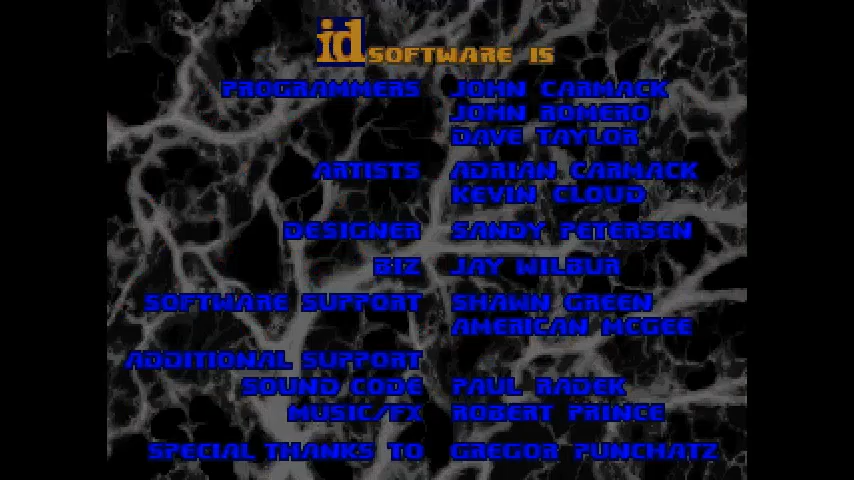 id SOFTWARE IS
PROGRAMMERS JOHN CARMACK
JOHN ROMERO
DAVE TAYLOR
ARTISTS ADRIAN CARMACK
KEVIN CLOUD
DESIGNER SANDY PETERSEN
BIZ JAY WILBUR
SOFTWARE SUPPORT SHAWN GREEN
AMERICAN MCGEE
ADDITIONAL SUPPORT
SOUND CODE PAUL RADEK
MUSIC/FX ROBERT PRINCE
SPECIAL THANKS TO GREGOR PUNCHATZ